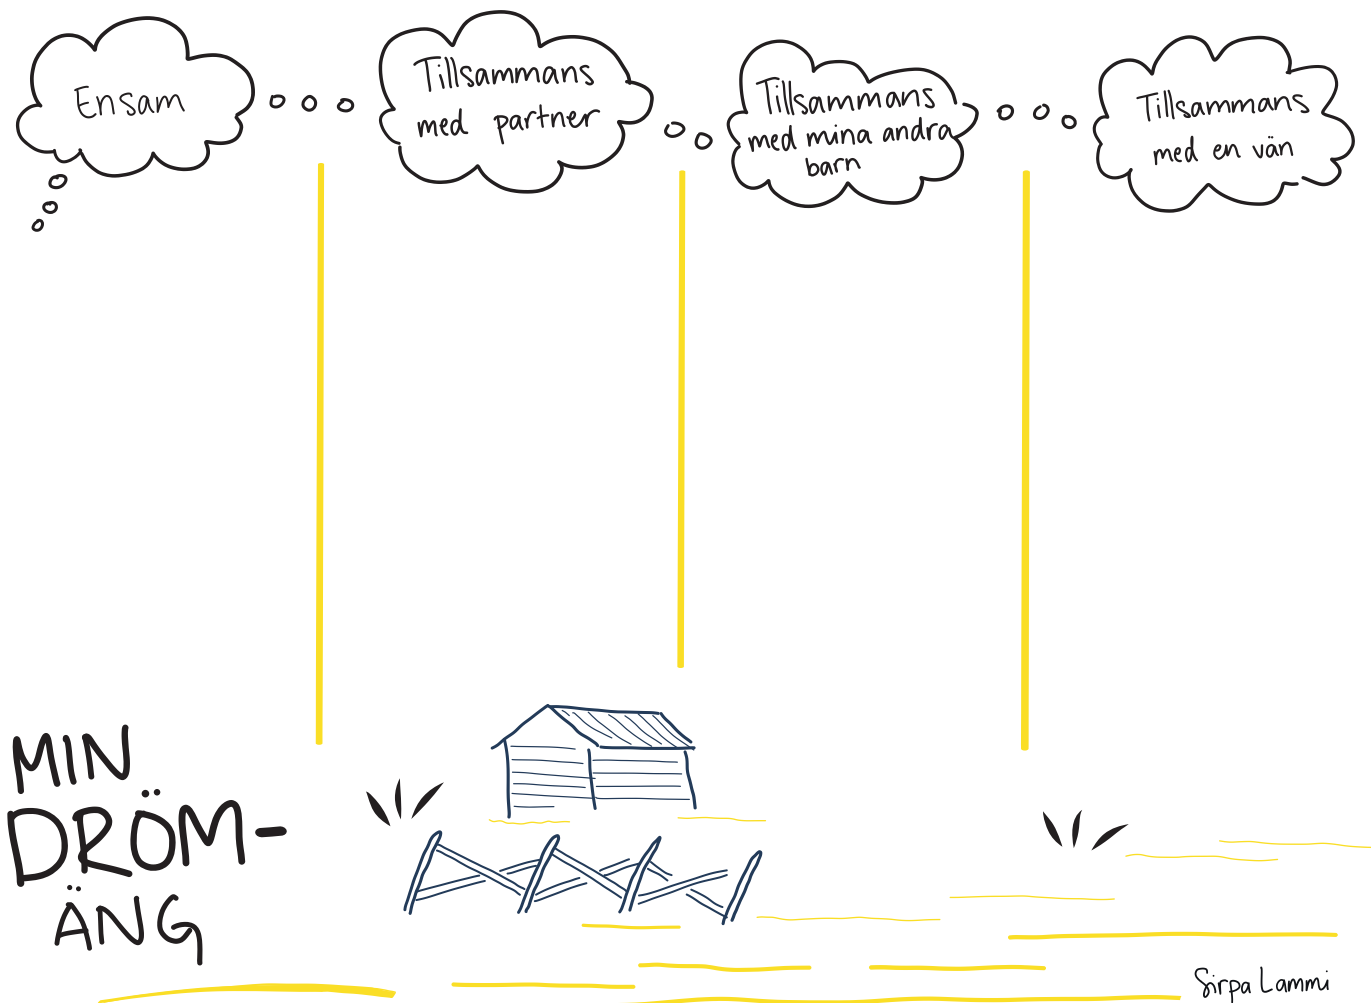 Ensam
Tillsammans
med partner
Tillsammans
med mina andra
barn
Tillsammans
med en vän
MIN
DRÖM-
ÄNG
Sirpa Lammi